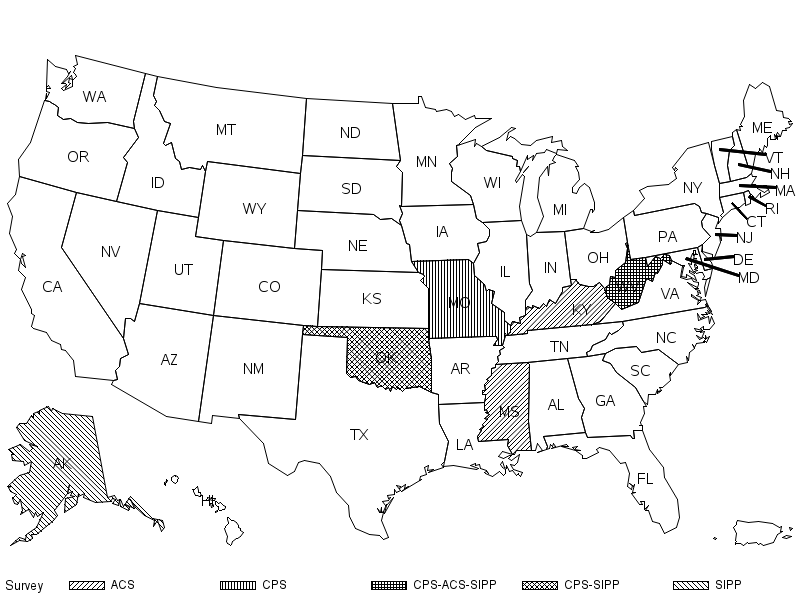 WA
MT
ND
MN
ME
OR
ID
SD
WI
MI
NY
VT
NH
MA
RI
CT
WY
NE
IA
PA
NJ
NV
UT
CO
KS
MO
IL
IN
OH
DE
MD
CA
VA
KY
AZ
NM
OK
AR
TN
NC
SC
TX
LA
MS
AL
GA
FL
AK
HI
Survey ACS CPS CPS-ACS-SIPP CPS-SIPP SIPP